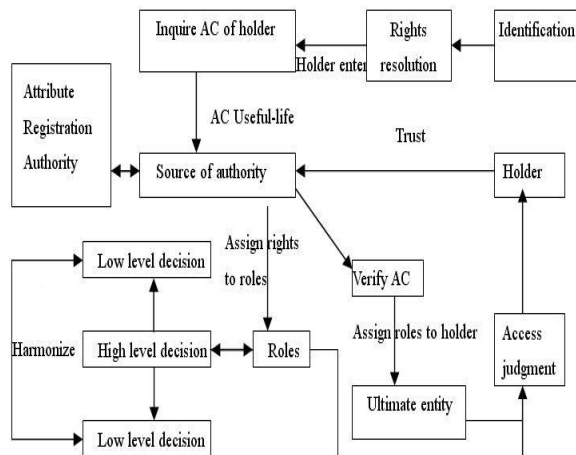 Inquire AC of holder
Rights
resolution
Identification
Holder enter
Attribute
Registration
Authority
AC Useful-life
Trust
Source of authority
Holder
Assign rights
to roles
Low level decision
Verify AC
Harmonize
High level decision
Roles
Assign roles to holder
Access
judgment
Ultimate entity
Low level decision